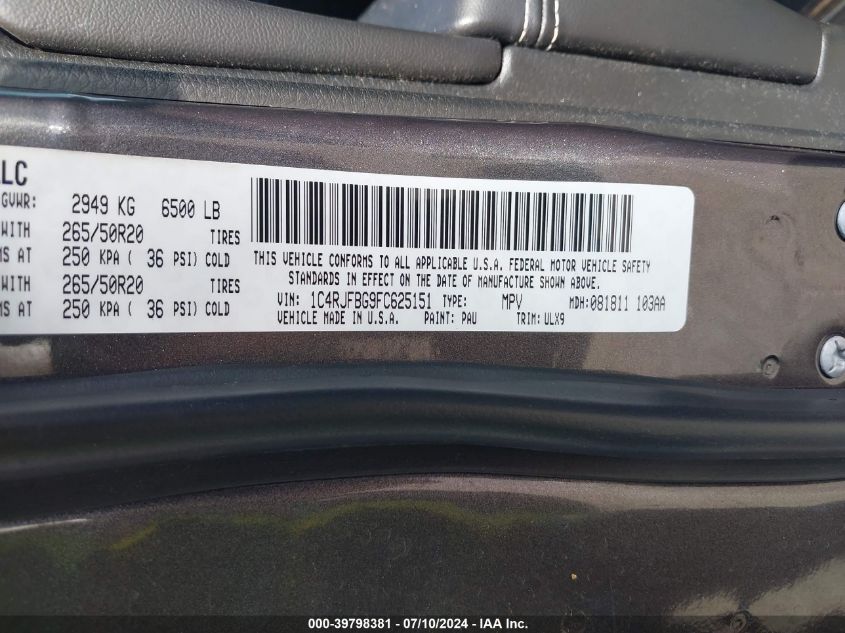 LLC
GVWR: 2949 KG 6500 LB
WITH 265/50R20 TIRES
MS AT 250 KPA ( 36 PSI) COLD
WITH 265/50R20 TIRES
MS AT 250 KPA ( 36 PSI) COLD
THIS VEHICLE CONFORMS TO ALL APPLICABLE U.S.A. FEDERAL MOTOR VEHICLE SAFETY
STANDARDS IN EFFECT ON THE DATE OF MANUFACTURE SHOWN ABOVE.
VIN: 1C4RJFBG9FC625151 TYPE: MPV MDH:081811 103AA
VEHICLE MADE IN U.S.A. PAINT: PAU TRIM: ULX9
000-39798381 - 07/10/2024 - IAA Inc.